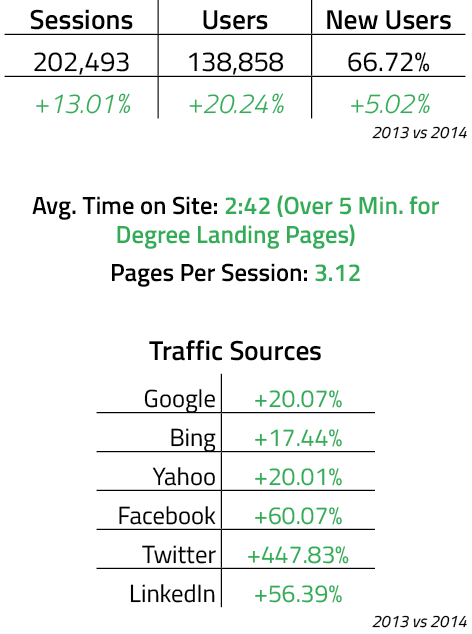 Sessions Users New Users
202,493 138,858 66.72%
+13.01% +20.24% +5.02%
2013 vs 2014
Avg. Time on Site: 2:42 (Over 5 Min. for
Degree Landing Pages)
Pages Per Session: 3.12
Traffic Sources
Google +20.07%
Bing +17.44%
Yahoo +20.01%
Facebook +60.07%
Twitter +447.83%
LinkedIn +56.39%
2013 vs 2014